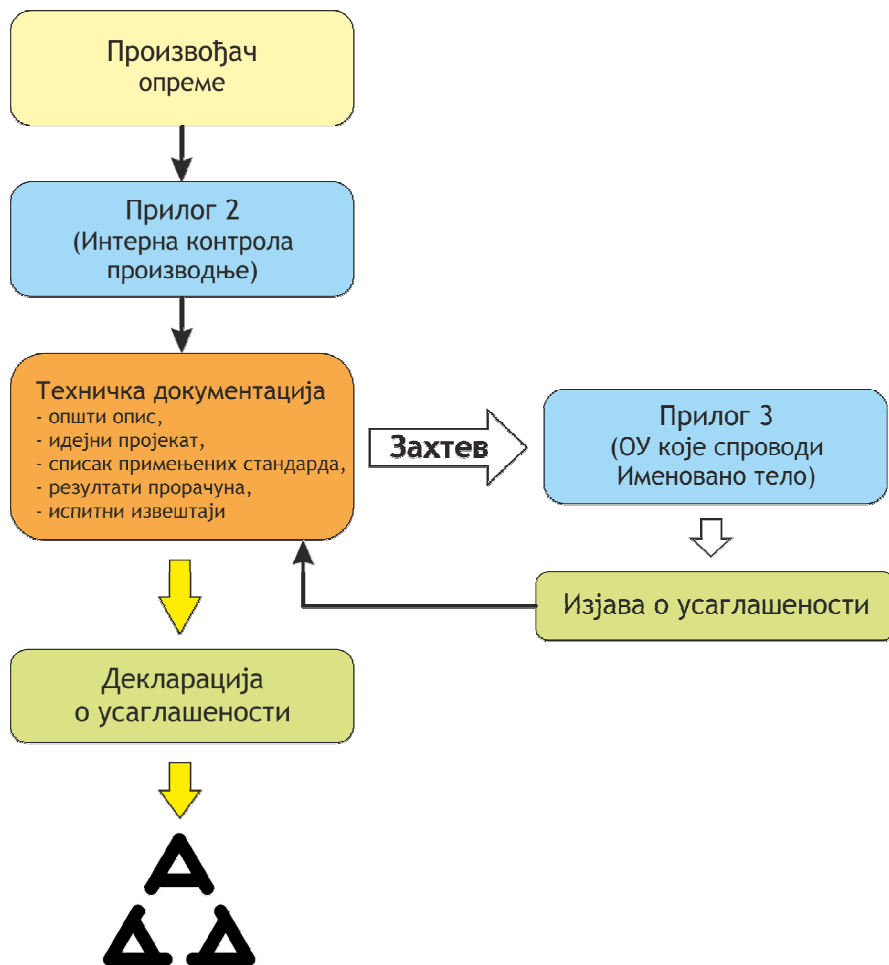 Произвођач
опреме
Прилог 2
(Интерна контрола
производње)
Техничка документација
- општи опис,
- идејни пројекат,
- списак примењених стандарда,
- резултати прорачуна,
- испитни извештаји
Захтев
Прилог 3
(ОУ које спроводи
Именовано тело)
Изјава о усаглашености
Декларација
о усаглашености